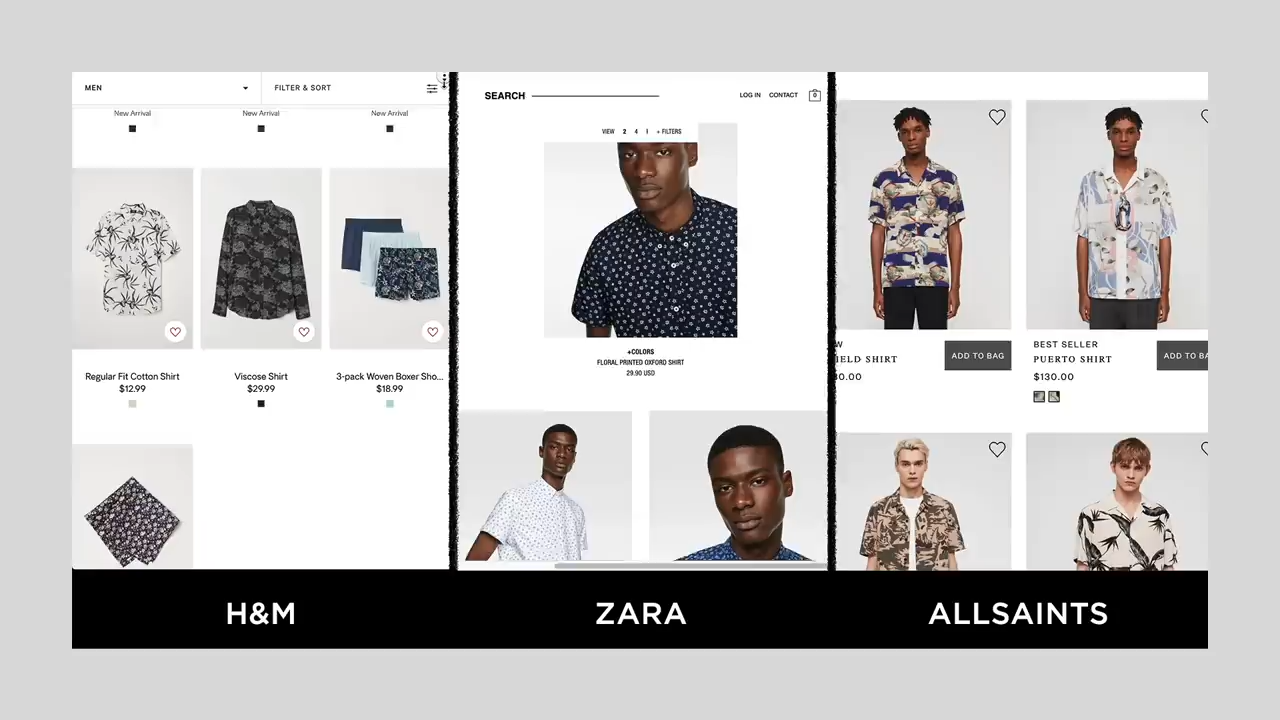 MEN
FILTER & SORT
New Arrival
New Arrival
New Arrival
Regular Fit Cotton Shirt
$12.99
Viscose Shirt
$29.99
3-pack Woven Boxer Sho...
$18.99
SEARCH
LOG IN
CONTACT
0
VIEW 2 4 | + FILTERS
+COLORS
FLORAL PRINTED OXFORD SHIRT
29.90 USD
ADD TO BAG
BEST SELLER
PUERTO SHIRT
$130.00
ADD TO BA
H&M
ZARA
ALLSAINTS